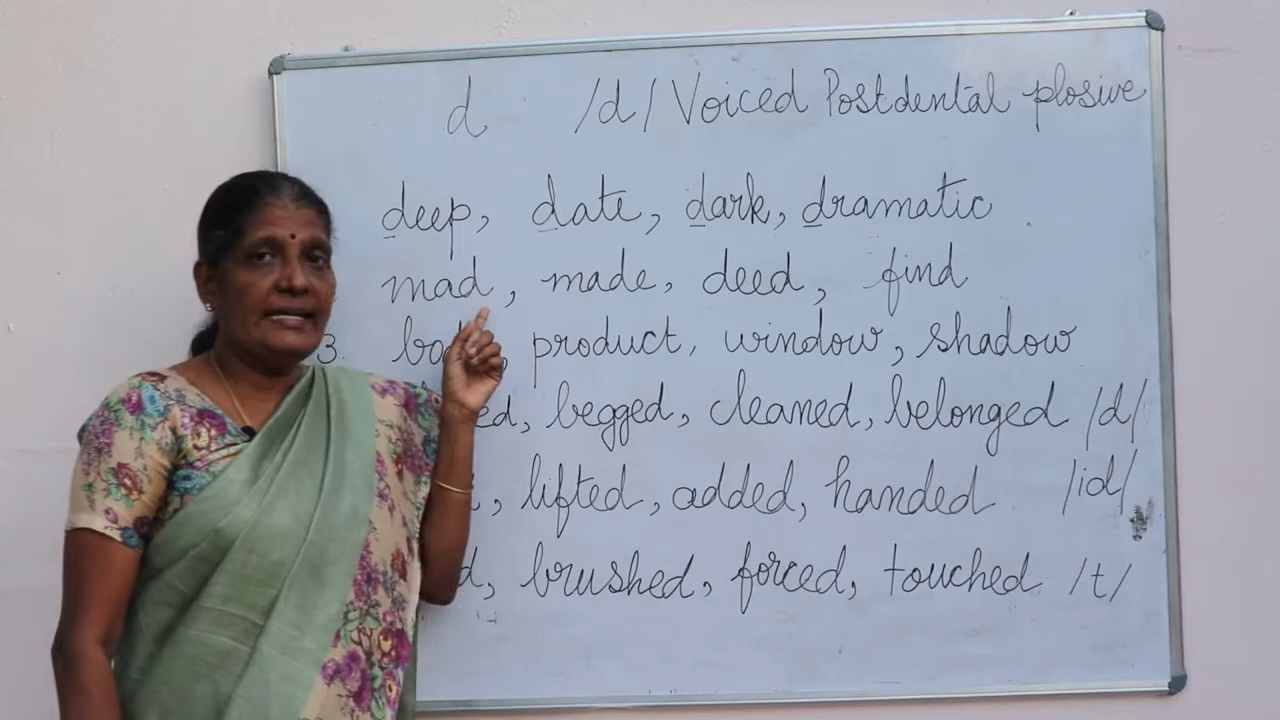 d /d/ Voiced Postdental plosive
deep, date, dark, dramatic
mad, made, deed, find
3. product, window, shadow
begged, cleaned, belonged /d/
lifted, added, handed /id/
brushed, forced, touched /t/